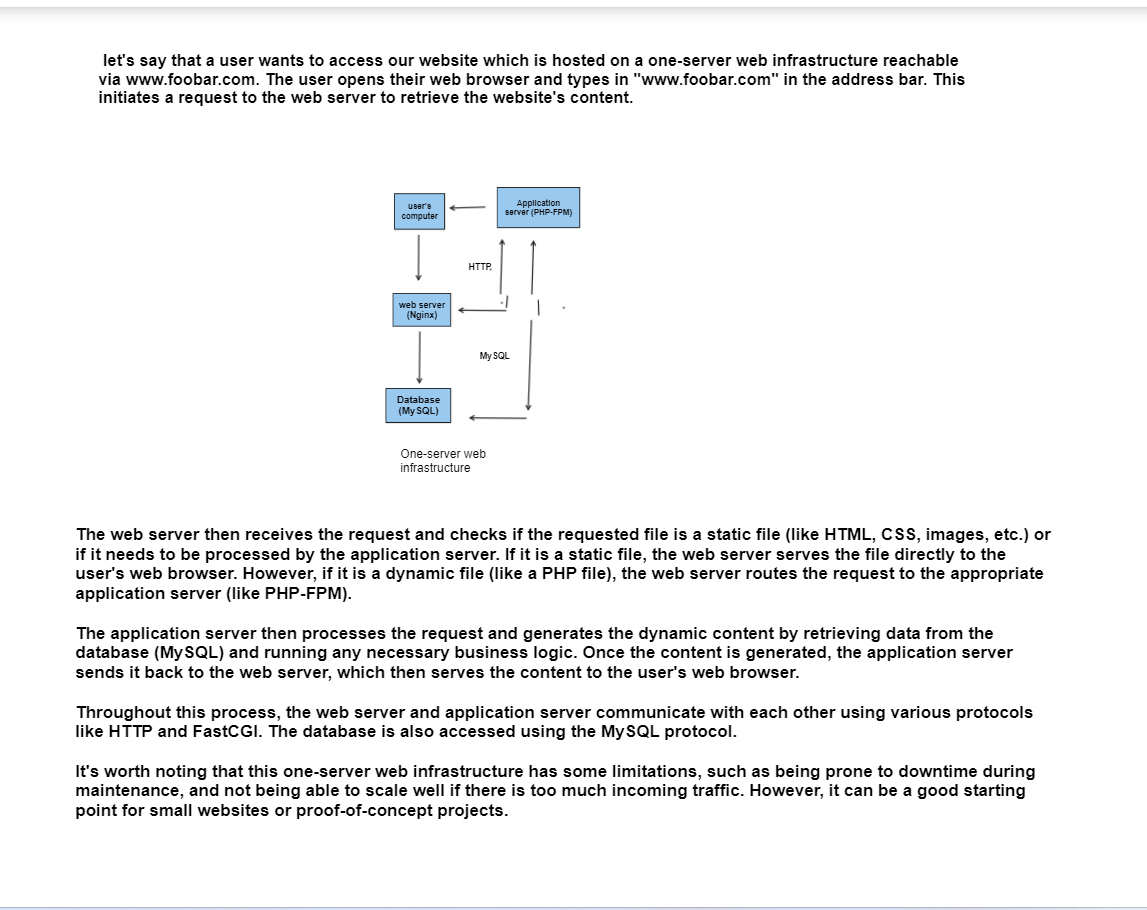 let's say that a user wants to access our website which is hosted on a one-server web infrastructure reachable
via www.foobar.com. The user opens their web browser and types in "www.foobar.com" in the address bar. This
initiates a request to the web server to retrieve the website's content.
user's
computer
Application
server (PHP-FPM)
HTTP.
web server
(Nginx)
MySQL
Database
(MySQL)
One-server web
infrastructure
The web server then receives the request and checks if the requested file is a static file (like HTML, CSS, images, etc.) or
if it needs to be processed by the application server. If it is a static file, the web server serves the file directly to the
user's web browser. However, if it is a dynamic file (like a PHP file), the web server routes the request to the appropriate
application server (like PHP-FPM).
The application server then processes the request and generates the dynamic content by retrieving data from the
database (MySQL) and running any necessary business logic. Once the content is generated, the application server
sends it back to the web server, which then serves the content to the user's web browser.
Throughout this process, the web server and application server communicate with each other using various protocols
like HTTP and FastCGI. The database is also accessed using the MySQL protocol.
It's worth noting that this one-server web infrastructure has some limitations, such as being prone to downtime during
maintenance, and not being able to scale well if there is too much incoming traffic. However, it can be a good starting
point for small websites or proof-of-concept projects.